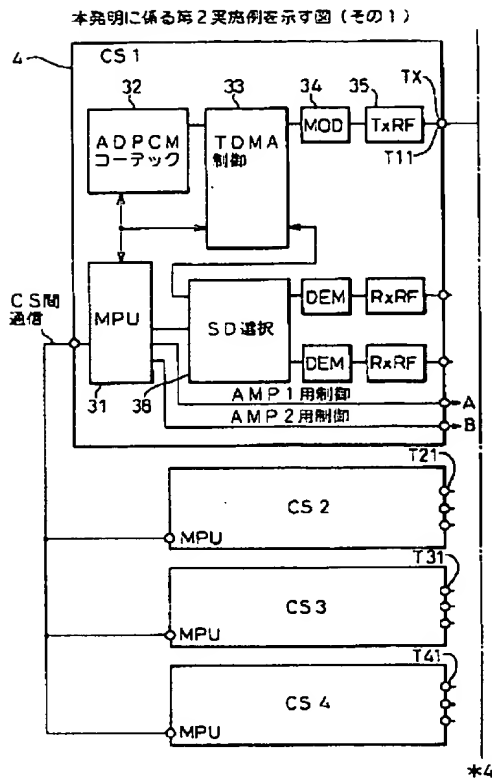 本発明に係る第2実施例を示す図(その1)
4
CS1
32
33
34
35
TX
ADPCM
コーデック
TDMA
制御
MOD
TxRF
T11
CS間
通信
MPU
SD選択
DEM
RxRF
DEM
RxRF
31
38
AMP1用制御
A
AMP2用制御
B
T21
CS2
MPU
T31
CS3
MPU
T41
CS4
MPU
*4